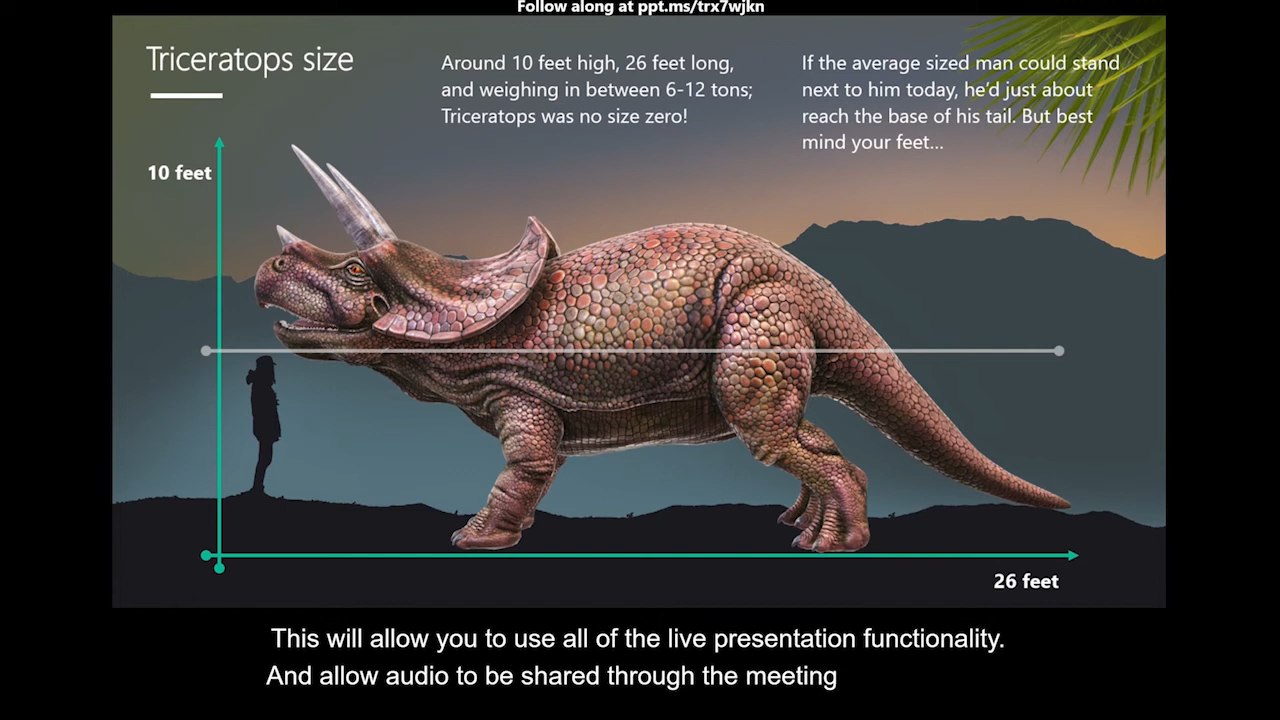 Follow along at ppt.ms/trx7wjkn
Triceratops size
Around 10 feet high, 26 feet long,
and weighing in between 6-12 tons;
Triceratops was no size zero!
If the average sized man could stand
next to him today, he'd just about
reach the base of his tail. But best
mind your feet...
10 feet
26 feet
This will allow you to use all of the live presentation functionality.
And allow audio to be shared through the meeting